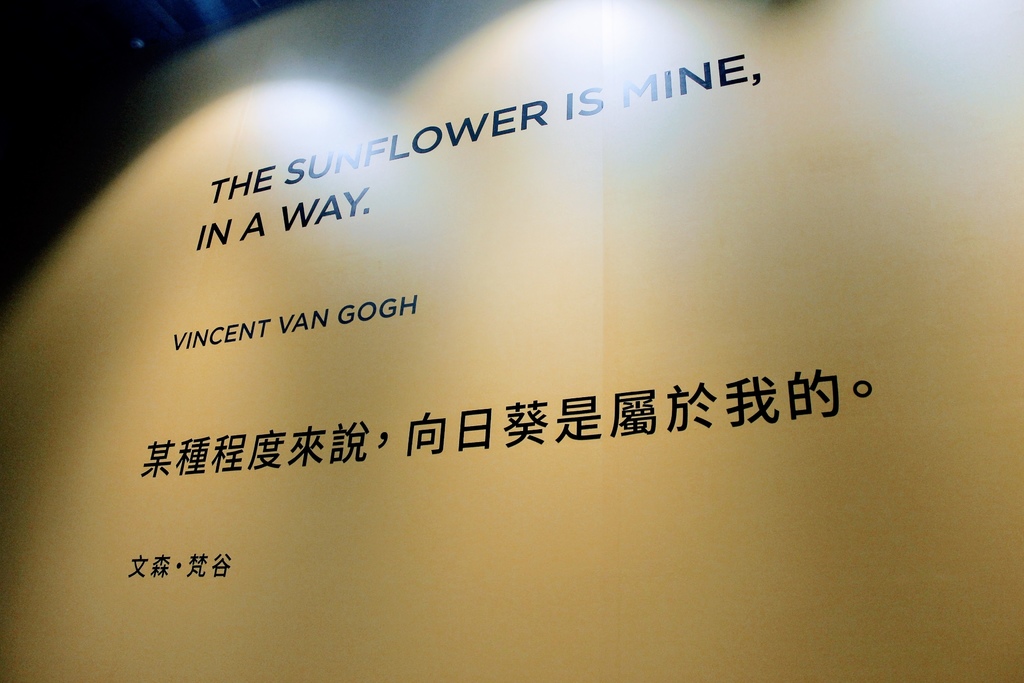 THE SUNFLOWER IS MINE,
IN A WAY.
VINCENT VAN GOGH
某種程度來說，向日葵是屬於我的。
文森·梵谷